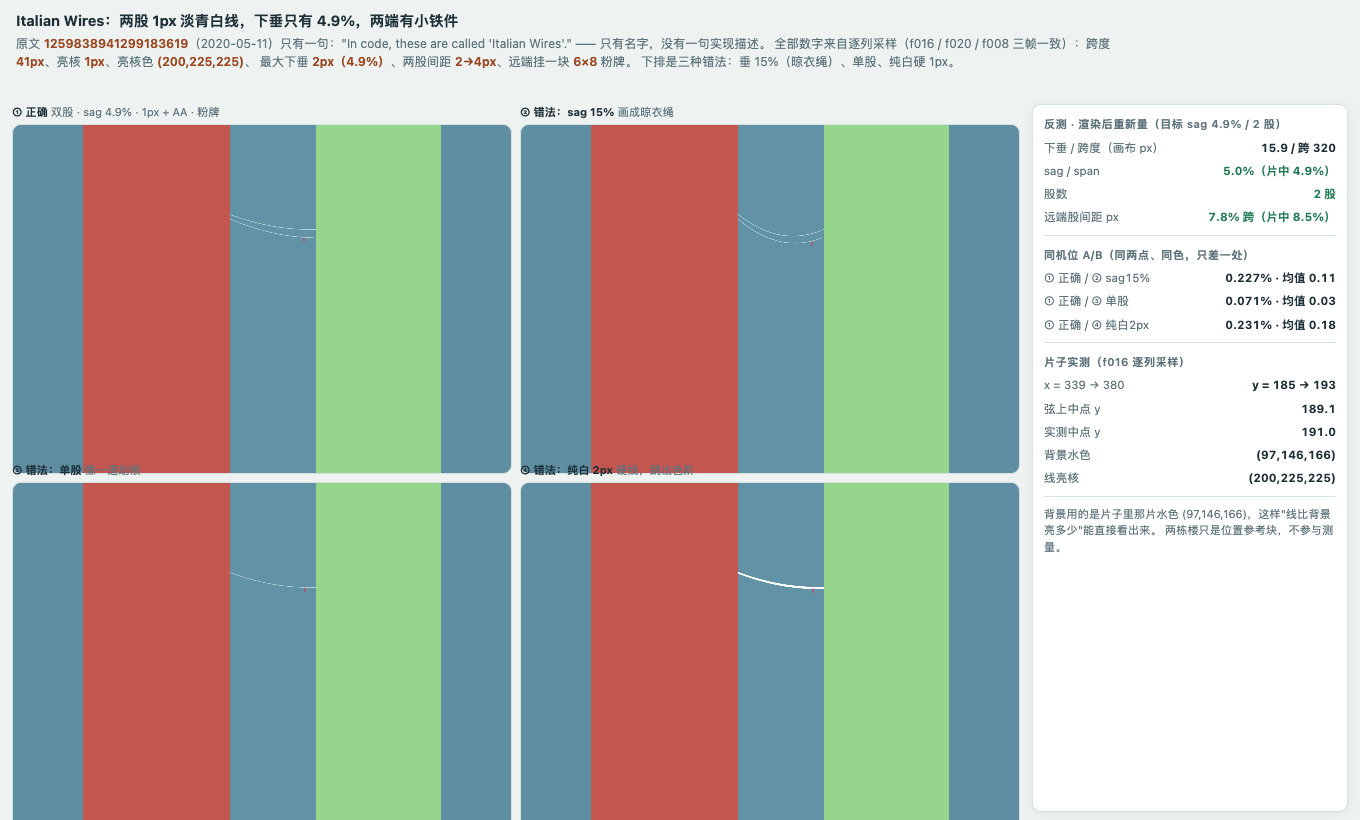 Italian Wires：两股 1px 淡青白线，下垂只有 4.9%，两端有小铁件
原文 1259838941299183619（2020-05-11）只有一句："In code, these are called 'Italian Wires'." —— 只有名字，没有一句实现描述。 全部数字来自逐列采样（f016 / f020 / f008 三帧一致）：跨度
41px、亮核 1px、亮核色 (200,225,225)、 最大下垂 2px（4.9%）、两股间距 2→4px、远端挂一块 6×8 粉牌。 下排是三种错法：垂 15%（晾衣绳）、单股、纯白硬 1px。
① 正确 双股 · sag 4.9% · 1px + AA · 粉牌
② 错法：sag 15% 画成晾衣绳
③ 错法：单股
④ 错法：纯白 2px
反测 · 渲染后重新量（目标 sag 4.9% / 2 股）
下垂 / 跨度（画布 px） 15.9 / 跨 320
sag / span 5.0%（片中 4.9%）
股数 2 股
远端股间距 px 7.8% 跨（片中 8.5%）
同机位 A/B（同两点、同色，只差一处）
① 正确 / ② sag15% 0.227% · 均值 0.11
① 正确 / ③ 单股 0.071% · 均值 0.03
① 正确 / ④ 纯白2px 0.231% · 均值 0.18
片子实测（f016 逐列采样）
x = 339 → 380 y = 185 → 193
弦上中点 y 189.1
实测中点 y 191.0
背景水色 (97,146,166)
线亮核 (200,225,225)
背景用的是片子里那片水色 (97,146,166)，这样"线比背景
亮多少"能直接看出来。 两栋楼只是位置参考块，不参与测
量。